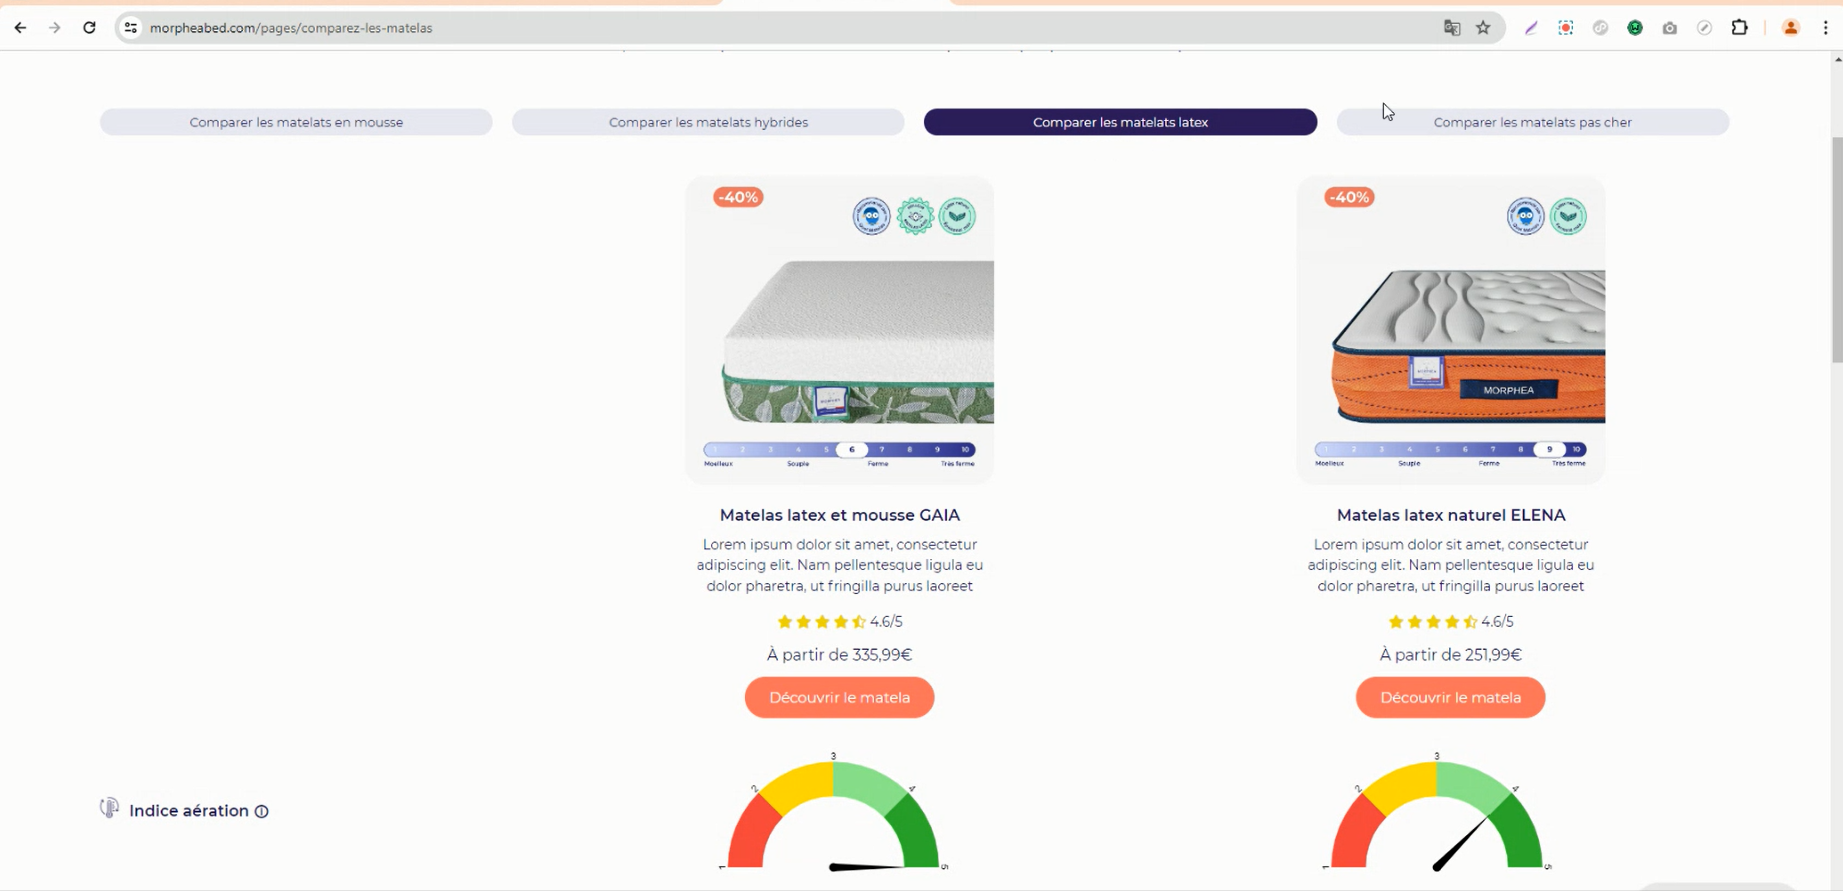 morpheabed.com/pages/comparez-les-matelas
Comparer les matelats en mousse
Comparer les matelats hybrides
Comparer les matelats latex
Comparer les matelats pas cher
-40%
-40%
MORPHEA
1 2 3 4 5 6 7 8 9 10
Moelleux Souple Ferme Très ferme
1 2 3 4 5 6 7 8 9 10
Moelleux Souple Ferme Très ferme
Matelas latex et mousse GAIA
Lorem ipsum dolor sit amet, consectetur
adipiscing elit. Nam pellentesque ligula eu
dolor pharetra, ut fringilla purus laoreet
4.6/5
À partir de 335,99€
Découvrir le matela
Matelas latex naturel ELENA
Lorem ipsum dolor sit amet, consectetur
adipiscing elit. Nam pellentesque ligula eu
dolor pharetra, ut fringilla purus laoreet
4.6/5
À partir de 251,99€
Découvrir le matela
Indice aération
1 2 3 4 5
1 2 3 4 5